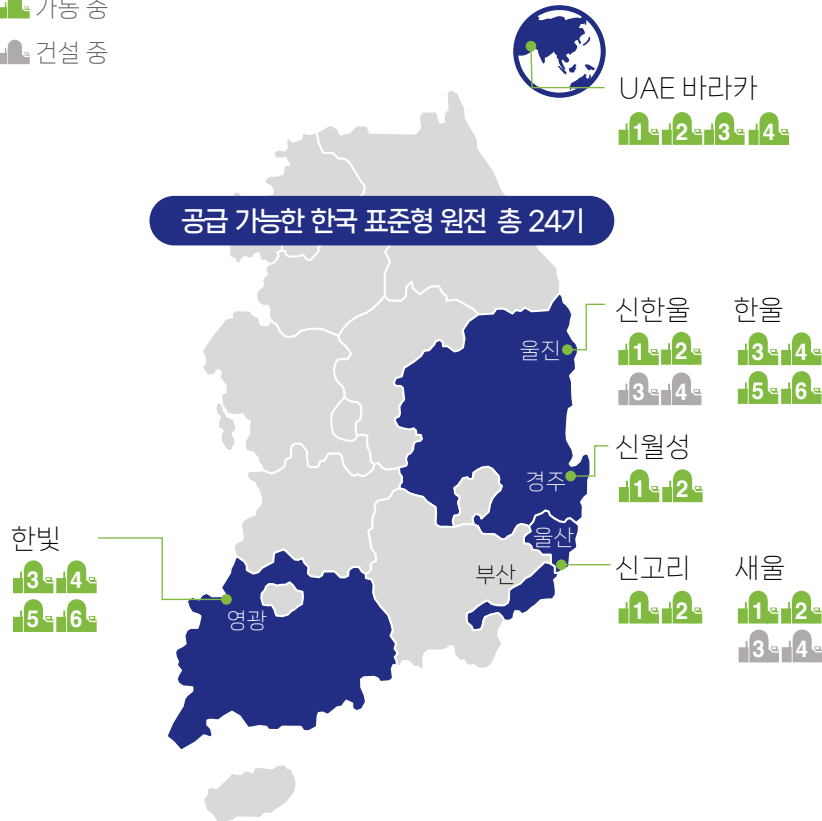 가동 중
건설 중
UAE 바라카
1 2 3 4
공급 가능한 한국 표준형 원전 총 24기
신한울
1 2
3 4
한울
3 4
5 6
울진
신월성
1 2
경주
울산
부산
신고리
1 2
새울
1 2
3 4
한빛
3 4
5 6
영광